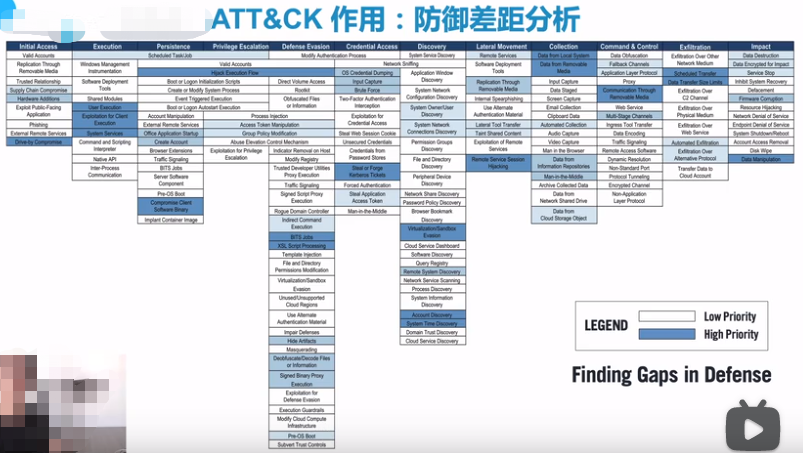 ATT&CK 作用：防御差距分析
Initial Access
Valid Accounts
Replication Through
Removable Media
Trusted Relationship
Supply Chain Compromise
Hardware Additions
Exploit Public-Facing
Application
Phishing
External Remote Services
Drive-by Compromise
Execution
Windows Management
Instrumentation
Software Deployment
Tools
Shared Modules
User Execution
Exploitation for Client
Execution
System Services
Command and Scripting
Interpreter
Native API
Inter-Process
Communication
Persistence
Privilege Escalation
Defense Evasion
Credential Access
Scheduled Task/Job
Modify Authentication Process
Valid Accounts
Network Sniffing
Hijack Execution Flow
Boot or Logon Initialization Scripts
Create or Modify System Process
Event Triggered Execution
Boot or Logon Autostart Execution
Account Manipulation
Process Injection
External Remote Services
Access Token Manipulation
Office Application Startup
Group Policy Modification
Create Account
Abuse Elevation Control Mechanism
Browser Extensions
Traffic Signaling
BITS Jobs
Server Software
Component
Pre-OS Boot
Compromise Client
Software Binary
Implant Container Image
Exploitation for Privilege
Escalation
Direct Volume Access
Rootkit
Obfuscated Files
or Information
Indicator Removal on Host
Modify Registry
Trusted Developer Utilities
Proxy Execution
Traffic Signaling
Signed Script Proxy
Execution
Rogue Domain Controller
Indirect Command
Execution
BITS Jobs
XSL Script Processing
Template Injection
File and Directory
Permissions Modification
Virtualization/Sandbox
Evasion
Unused/Unsupported
Cloud Regions
Use Alternate
Authentication Material
Impair Defenses
Hide Artifacts
Masquerading
Deobfuscate/Decode Files
or Information
Signed Binary Proxy
Execution
Exploitation for
Defense Evasion
Execution Guardrails
Modify Cloud Compute
Infrastructure
Pre-OS Boot
Subvert Trust Controls
OS Credential Dumping
Input Capture
Brute Force
Two-Factor Authentication
Interception
Exploitation for
Credential Access
Steal Web Session Cookie
Unsecured Credentials
Credentials from
Password Stores
Steal or Forge
Kerberos Tickets
Forced Authentication
Steal Application
Access Token
Man-in-the-Middle
Discovery
System Service Discovery
Application Window
Discovery
System Network
Configuration Discovery
System Owner/User
Discovery
System Network
Connections Discovery
Permission Groups
Discovery
File and Directory
Discovery
Peripheral Device
Discovery
Network Share Discovery
Password Policy Discovery
Browser Bookmark
Discovery
Virtualization/Sandbox
Evasion
Cloud Service Dashboard
Software Discovery
Query Registry
Remote System Discovery
Network Service Scanning
Process Discovery
System Information
Discovery
Account Discovery
System Time Discovery
Domain Trust Discovery
Cloud Service Discovery
Lateral Movement
Remote Services
Software Deployment
Tools
Replication Through
Removable Media
Internal Spearphishing
Use Alternate
Authentication Material
Lateral Tool Transfer
Taint Shared Content
Exploitation of Remote
Services
Remote Service Session
Hijacking
Collection
Data from Local System
Data from Removable
Media
Input Capture
Data Staged
Screen Capture
Email Collection
Clipboard Data
Automated Collection
Audio Capture
Video Capture
Man in the Browser
Data from
Information Repositories
Man-in-the-Middle
Archive Collected Data
Data from
Network Shared Drive
Data from
Cloud Storage Object
Command & Control
Data Obfuscation
Fallback Channels
Application Layer Protocol
Proxy
Communication Through
Removable Media
Web Service
Multi-Stage Channels
Ingress Tool Transfer
Data Encoding
Traffic Signaling
Remote Access Software
Dynamic Resolution
Non-Standard Port
Protocol Tunneling
Encrypted Channel
Non-Application
Layer Protocol
Exfiltration
Exfiltration Over Other
Network Medium
Scheduled Transfer
Data Transfer Size Limits
Exfiltration Over
C2 Channel
Exfiltration Over
Physical Medium
Exfiltration Over
Web Service
Automated Exfiltration
Exfiltration Over
Alternative Protocol
Transfer Data to
Cloud Account
Impact
Data Destruction
Data Encrypted for Impact
Service Stop
Inhibit System Recovery
Defacement
Firmware Corruption
Resource Hijacking
Network Denial of Service
Endpoint Denial of Service
System Shutdown/Reboot
Account Access Removal
Disk Wipe
Data Manipulation
LEGEND
Low Priority
High Priority
Finding Gaps in Defense